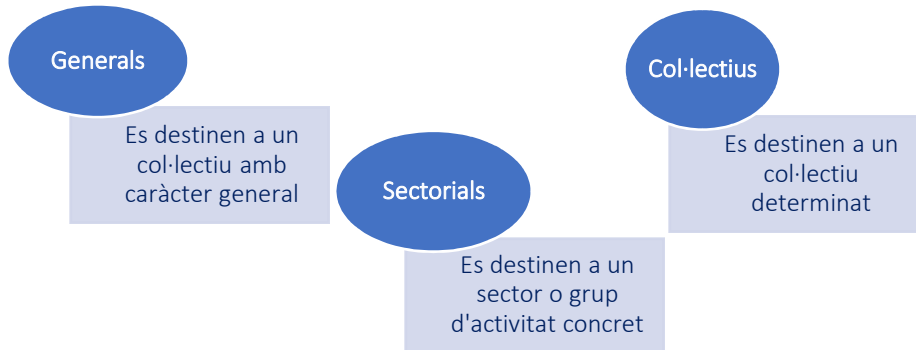 Generals
Es destinen a un
col·lectiu amb
caràcter general
Sectorials
Es destinen a un
sector o grup
d'activitat concret
Col·lectius
Es destinen a un
col·lectiu
determinat